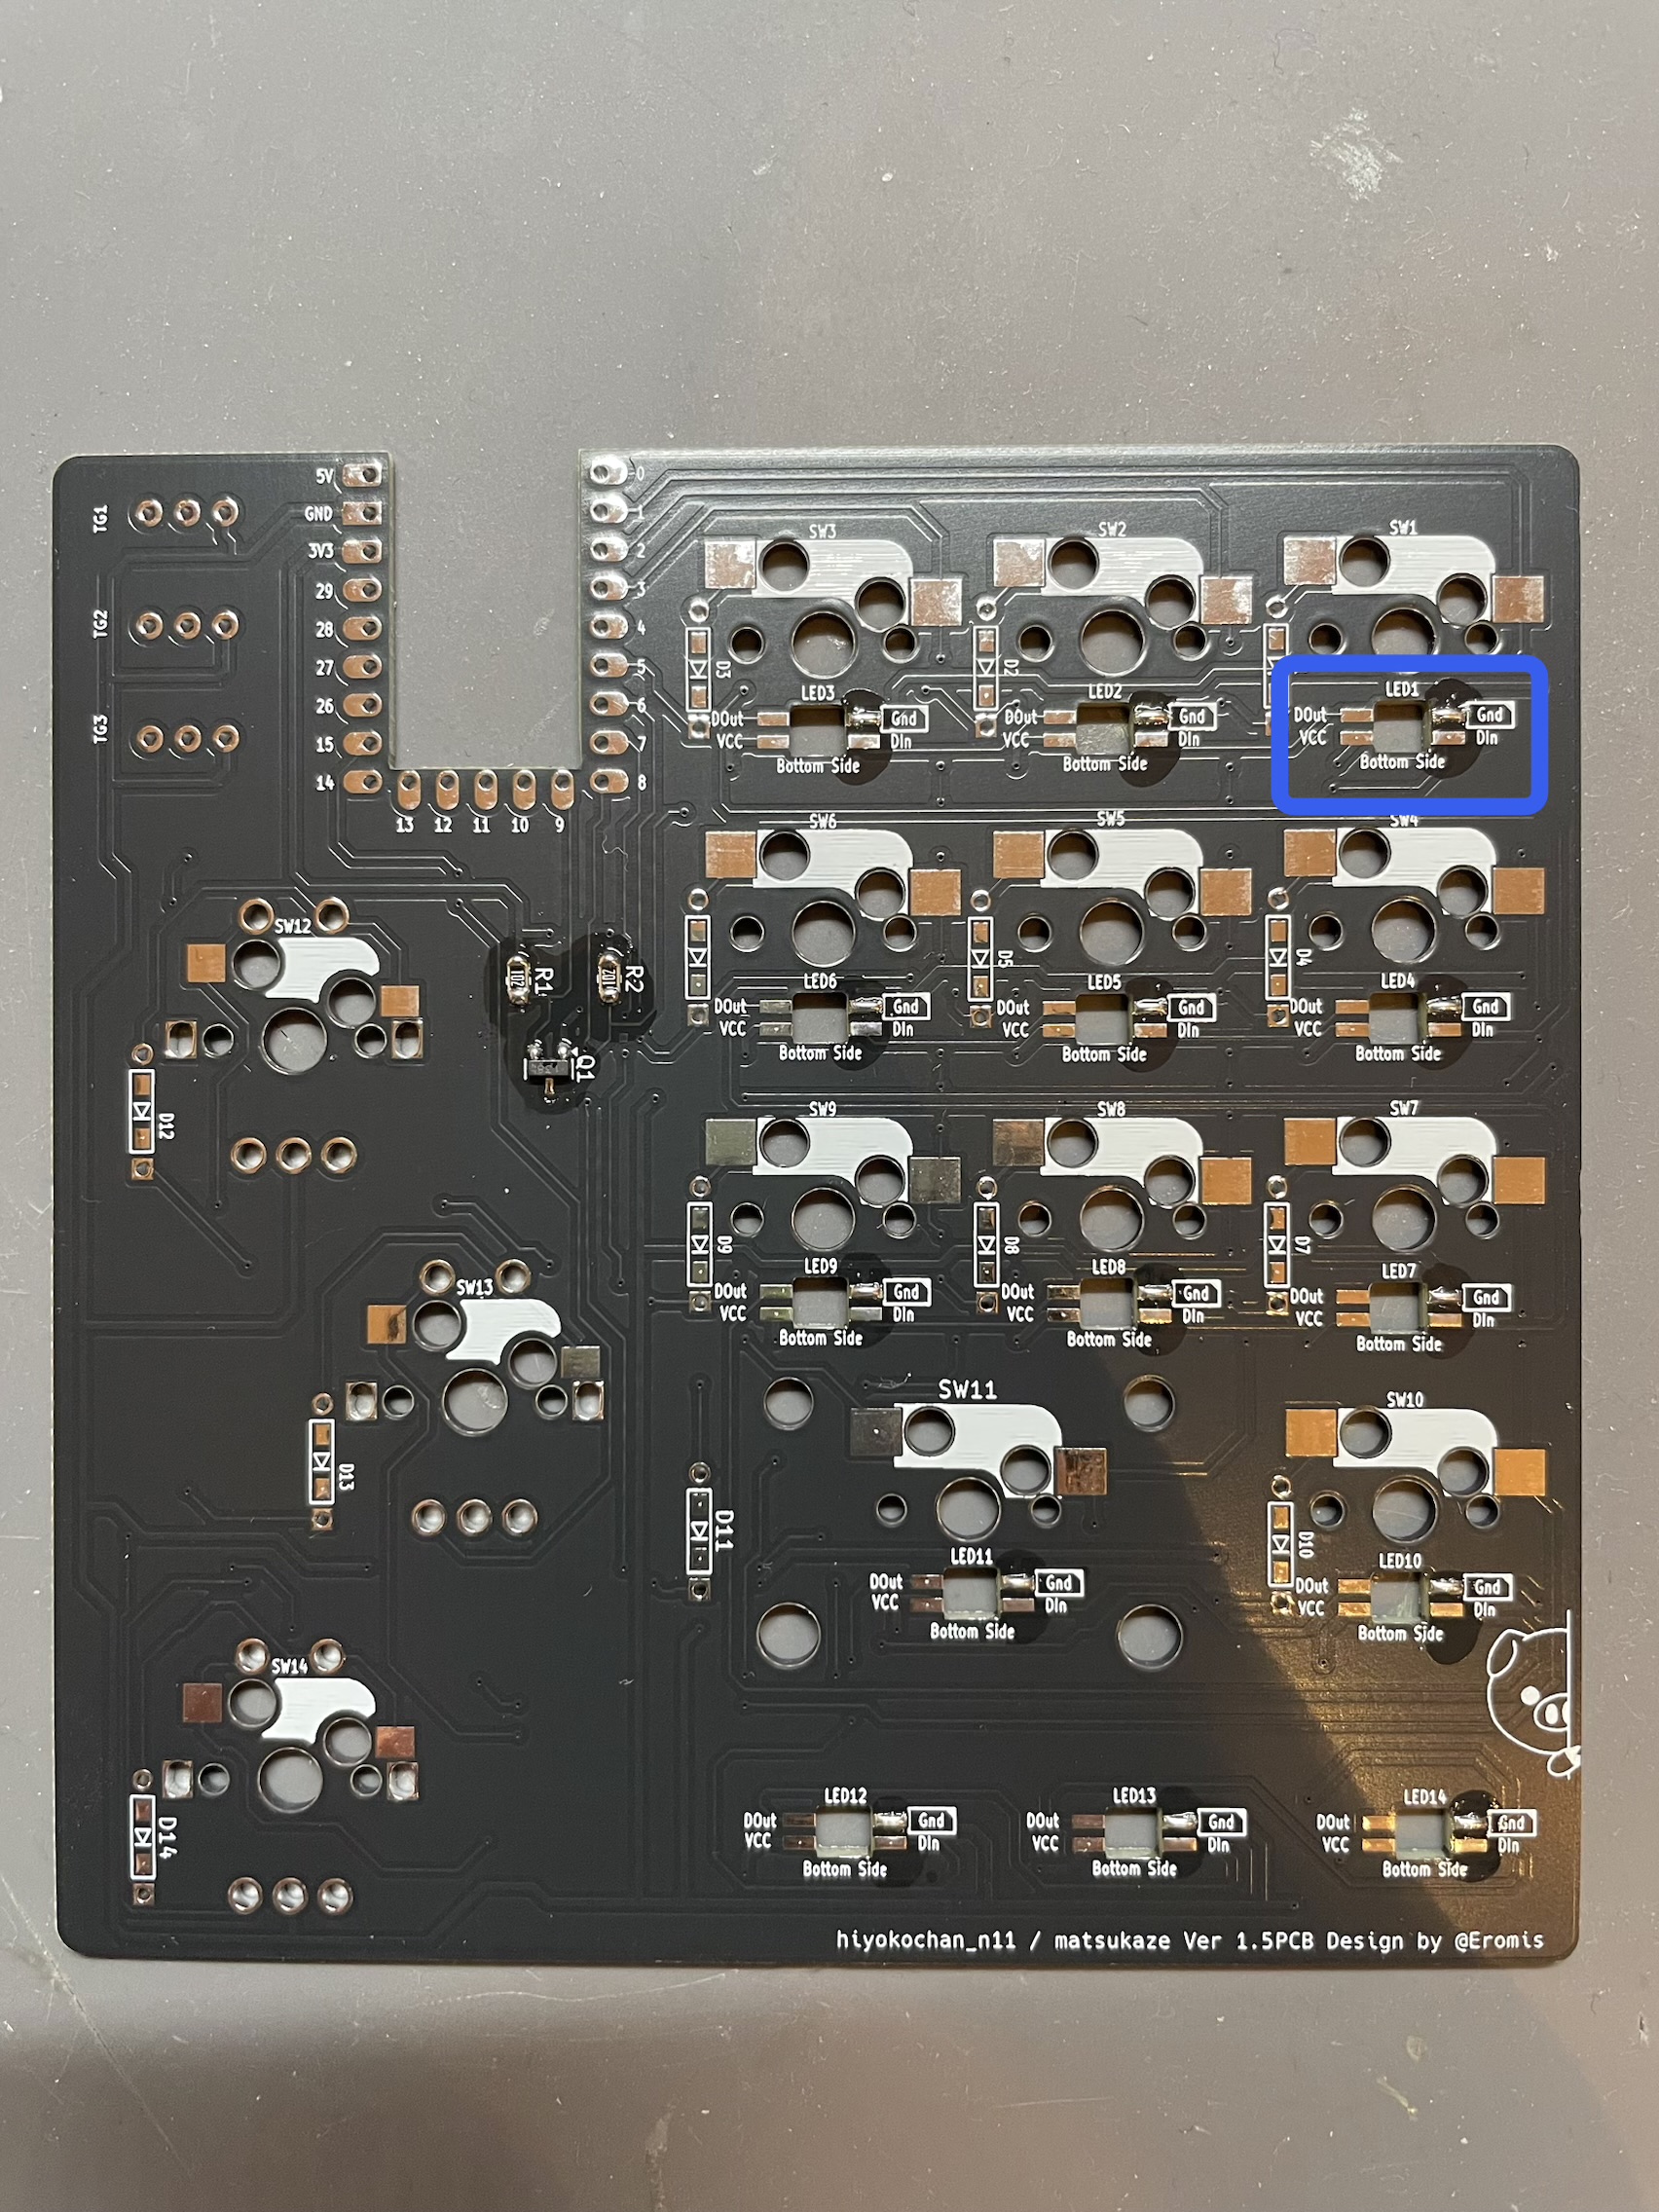 5V
GND
3V3
29
28
27
26
15
14
13
12
11
10
9
0
1
2
3
4
5
6
7
8
TG1
TG2
TG3
SW3
SW2
SW1
D3
D2
LED3
DOut
VCC
Gnd
DIn
Bottom Side
LED2
DOut
VCC
Gnd
DIn
Bottom Side
LED1
DOut
VCC
Gnd
DIn
Bottom Side
SW6
SW5
SW4
D5
D4
LED6
DOut
VCC
Gnd
DIn
Bottom Side
LED5
DOut
VCC
Gnd
DIn
Bottom Side
LED4
DOut
VCC
Gnd
DIn
Bottom Side
SW12
R1
102
R2
Q1
D12
SW9
SW8
SW7
D9
D8
D7
LED9
DOut
VCC
Gnd
DIn
Bottom Side
LED8
DOut
VCC
Gnd
DIn
Bottom Side
LED7
DOut
VCC
Gnd
DIn
Bottom Side
SW13
D13
SW11
SW10
D11
D10
LED11
DOut
VCC
Gnd
DIn
Bottom Side
LED10
DOut
VCC
Gnd
DIn
Bottom Side
SW14
D14
LED12
DOut
VCC
Gnd
DIn
Bottom Side
LED13
DOut
VCC
Gnd
DIn
Bottom Side
LED14
DOut
VCC
Gnd
DIn
Bottom Side
hiyokochan_n11 / matsukaze Ver 1.5PCB Design by @Eromis